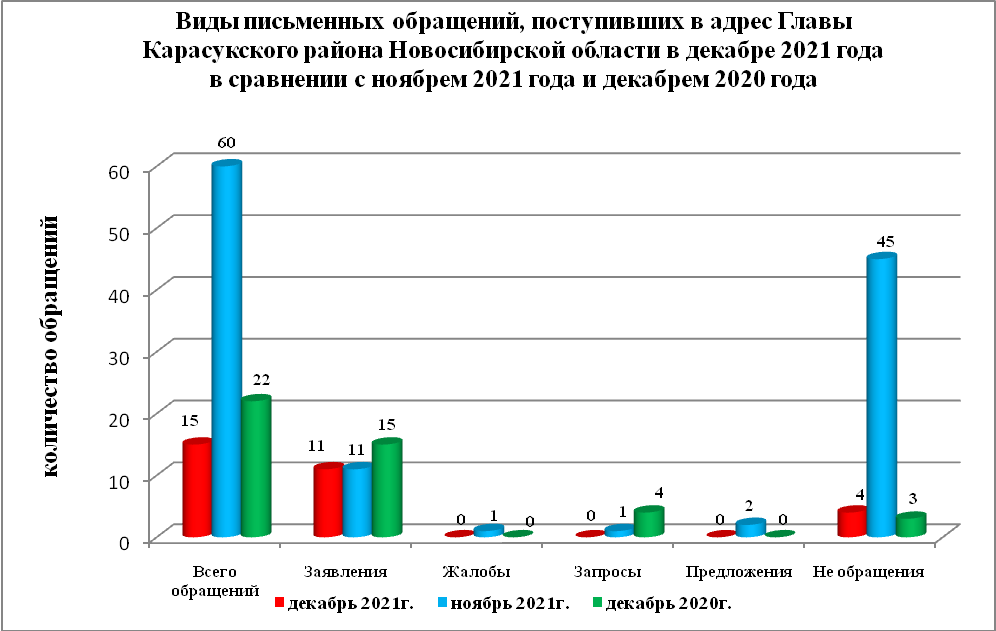 Виды письменных обращений, поступивших в адрес Главы
Карасукского района Новосибирской области в декабре 2021 года
в сравнении с ноябрем 2021 года и декабрем 2020 года
количество обращений
60
50
40
30
20
10
0
15
60
22
11
11
15
0
1
0
0
1
4
0
2
0
4
45
3
Всего
обращений
Заявления
Жалобы
Запросы
Предложения
Не обращения
декабрь 2021г.
ноябрь 2021г.
декабрь 2020г.